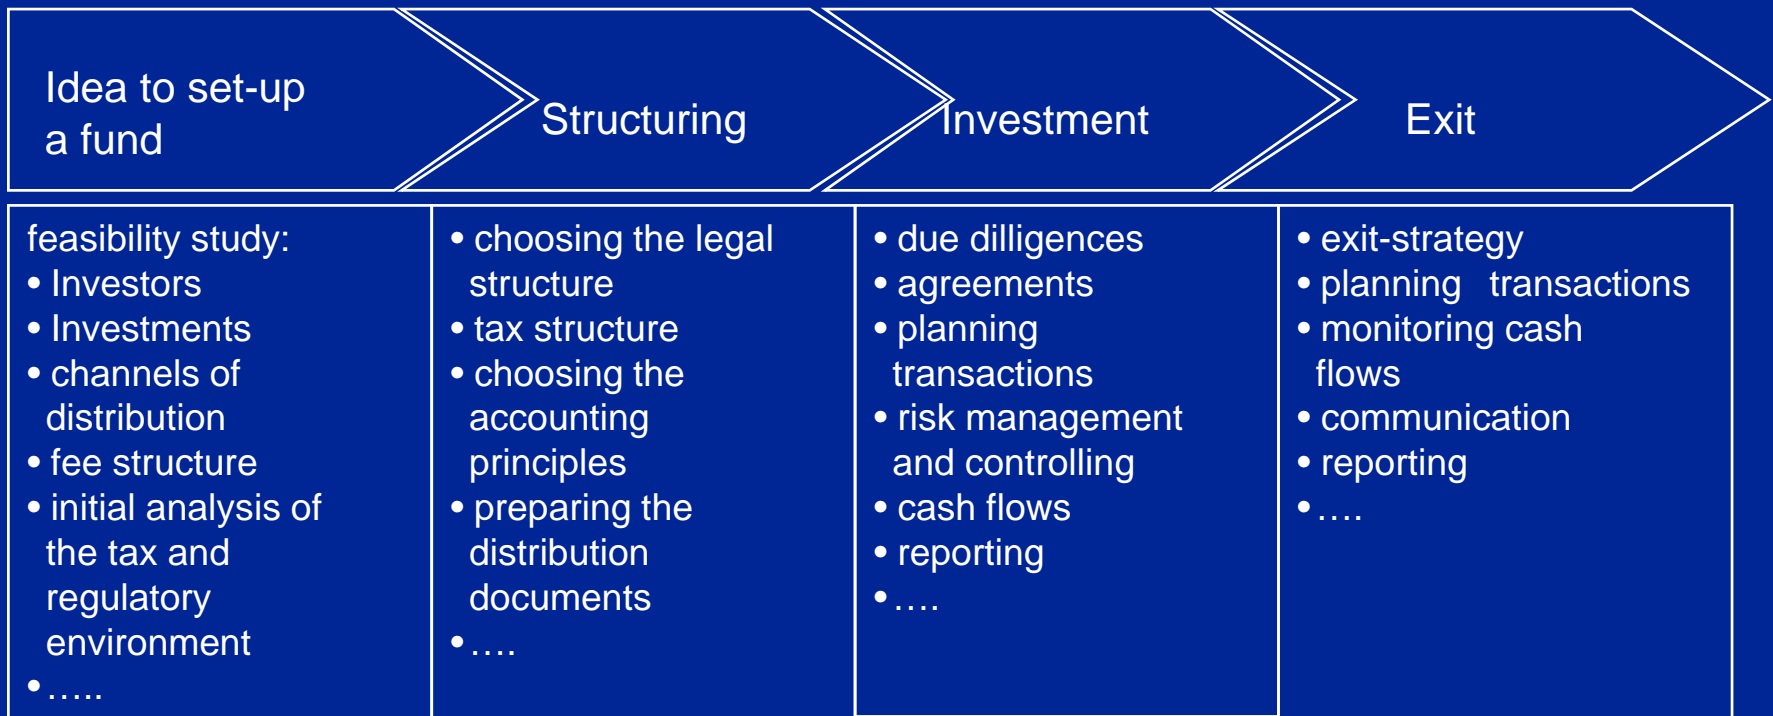 Idea to set-up
a fund
Structuring
Investment
Exit
feasibility study:
• Investors
• Investments
• channels of
distribution
• fee structure
• initial analysis of
the tax and
regulatory
environment
• …..
• choosing the legal
structure
• tax structure
• choosing the
accounting
principles
• preparing the
distribution
documents
• ….
• due dilligences
• agreements
• planning
transactions
• risk management
and controlling
• cash flows
• reporting
• ….
• exit-strategy
• planning transactions
• monitoring cash
flows
• communication
• reporting
• ….